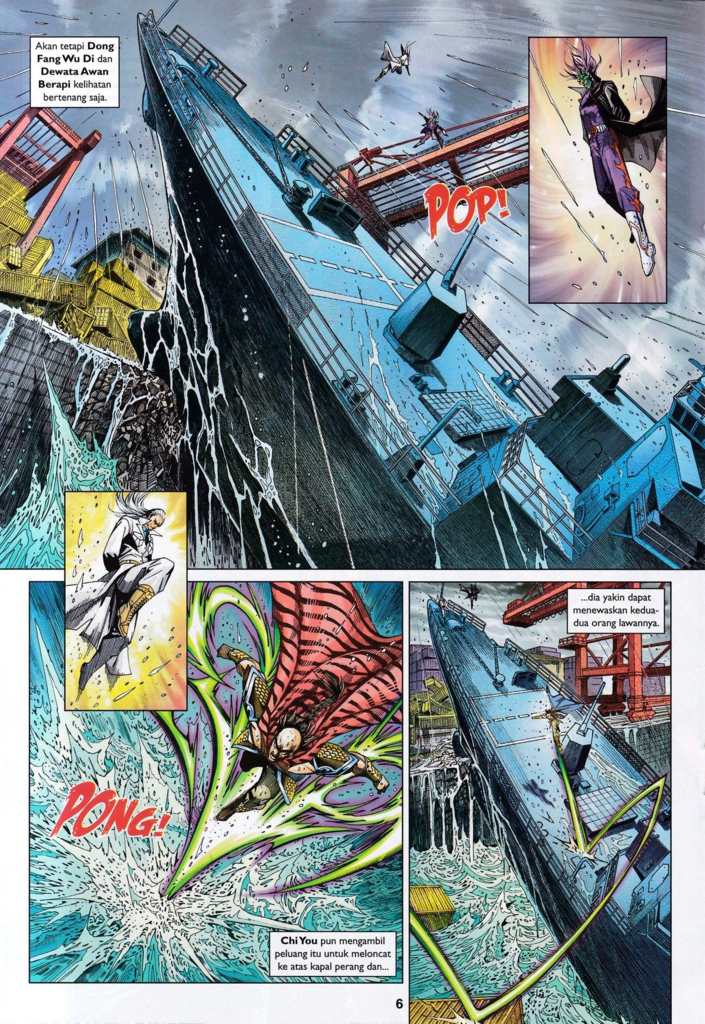 Akan tetapi Dong
Fang Wu Di dan
Dewata Awan
Berapi kelihatan
bertenang saja.
POP!
PONG!
Chi You pun mengambil
peluang itu untuk meloncat
ke atas kapal perang dan...
...dia yakin dapat
menewaskan kedua-
dua orang lawannya.
6